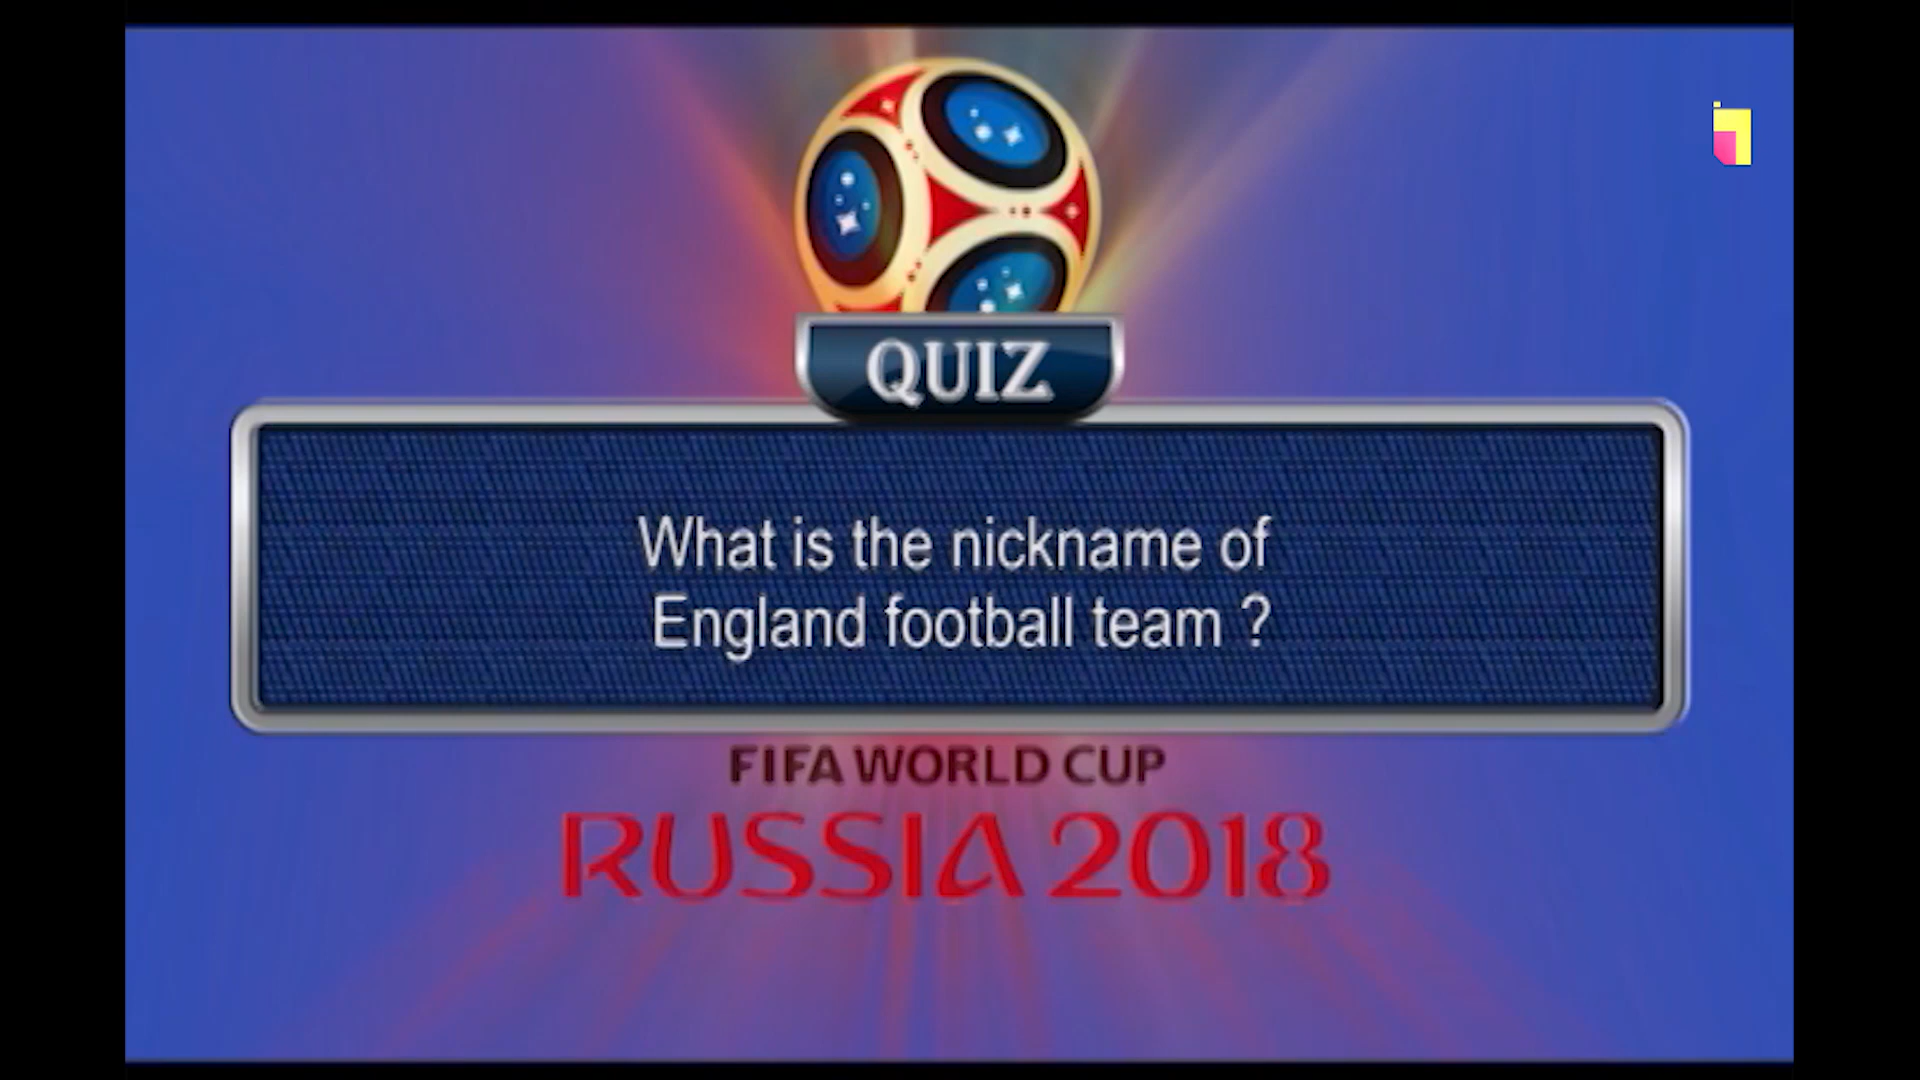 QUIZ
What is the nickname of
England football team ?
FIFA WORLD CUP
RUSSIA 2018